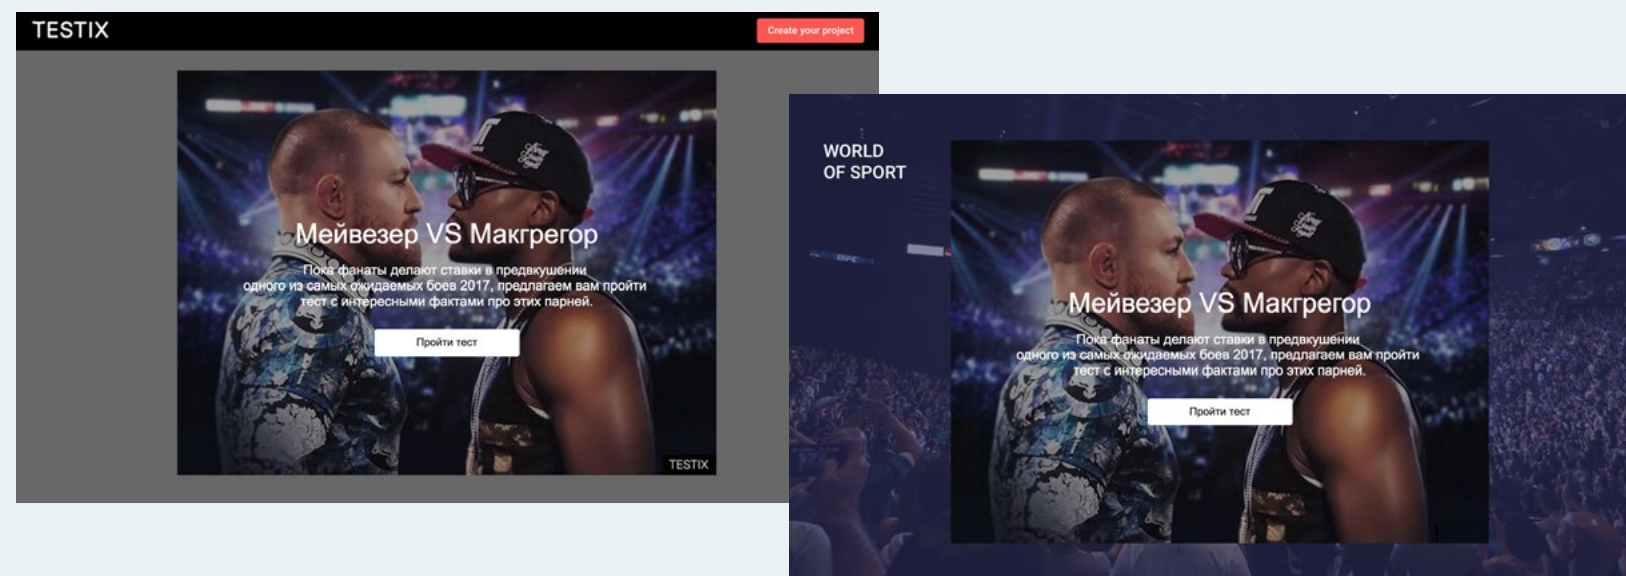 TESTIX
Create your project
Мейвезер VS Макгрегор
Пока фанаты делают ставки в предвкушении
одного из самых ожидаемых боев 2017, предлагаем вам пройти
тест с интересными фактами про этих парней.
Пройти тест
TESTIX
WORLD
OF SPORT
UFC
Мейвезер VS Макгрегор
Пока фанаты делают ставки в предвкушении
одного из самых ожидаемых боев 2017, предлагаем вам пройти
тест с интересными фактами про этих парней.
Пройти тест